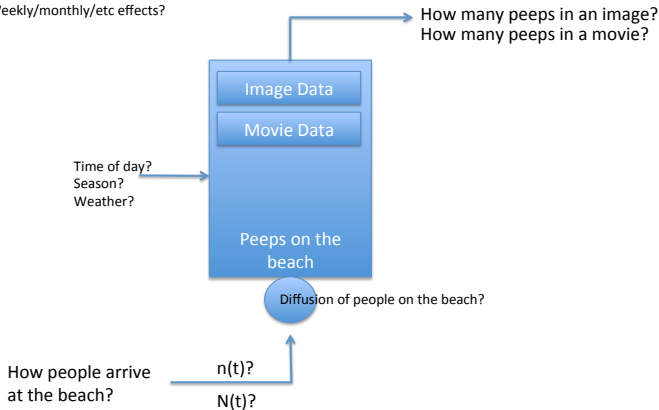 eekly/monthly/etc effects?
How many peeps in an image?
How many peeps in a movie?
Image Data
Movie Data
Time of day?
Season?
Weather?
Peeps on the
beach
Diffusion of people on the beach?
How people arrive
at the beach?
n(t)?
N(t)?